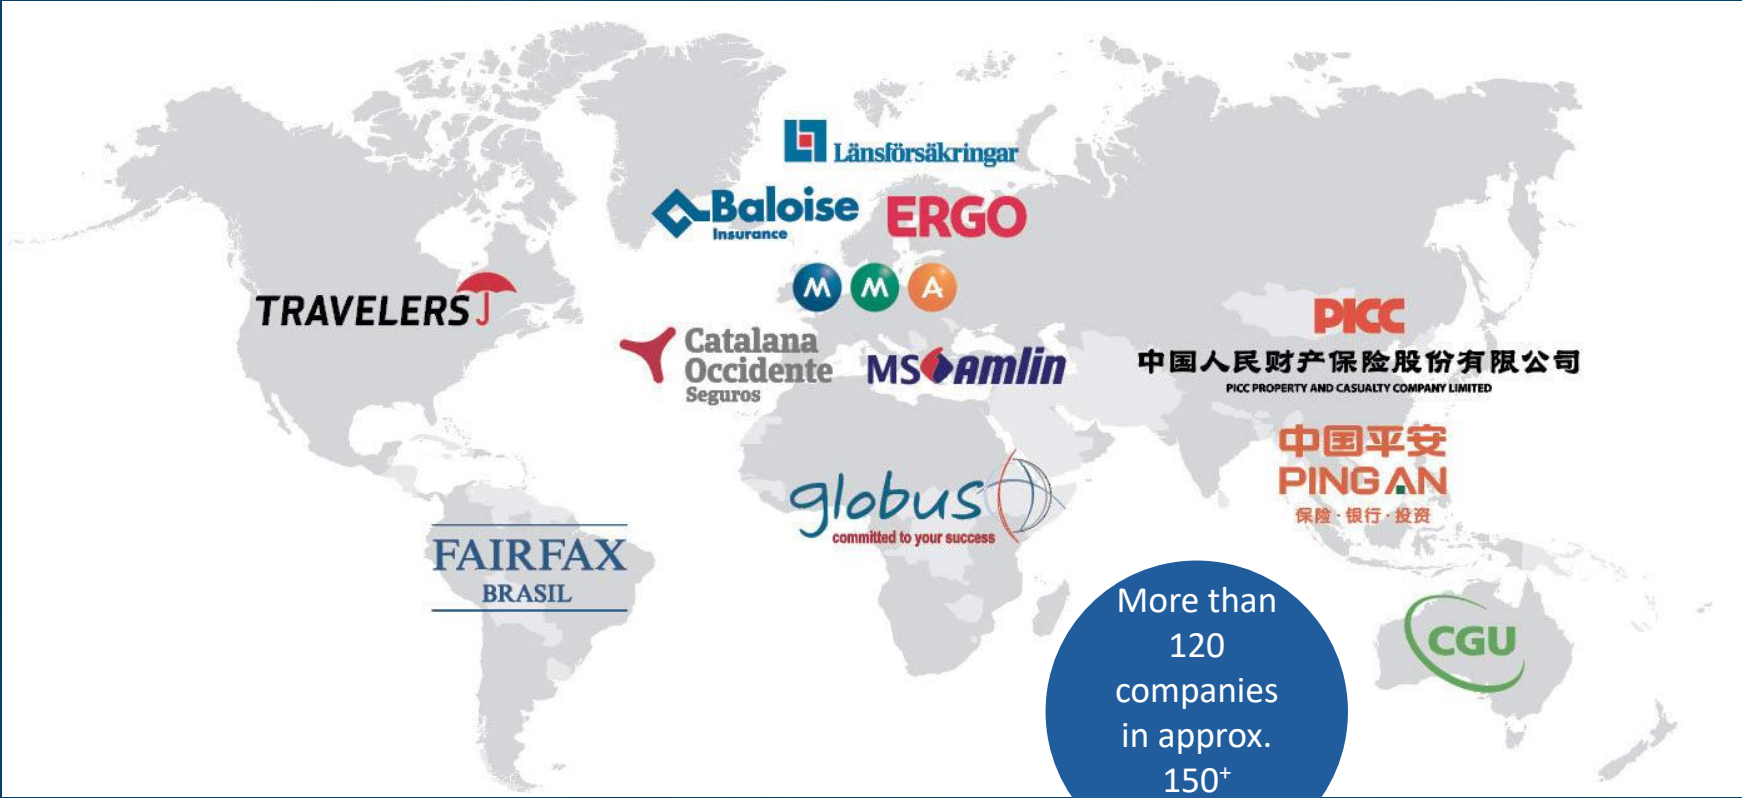 Länsförsäkringar
Baloise
Insurance
ERGO
MMA
TRAVELERS
Catalana
Occidente
Seguros
MS amlin
PICC
中国人民财产保险股份有限公司
PICC PROPERTY AND CASUALTY COMPANY LIMITED
中国平安
PING AN
保险·银行·投资
globus
committed to your success
FAIRFAX
BRASIL
CGU
More than
120
companies
in approx.
150+